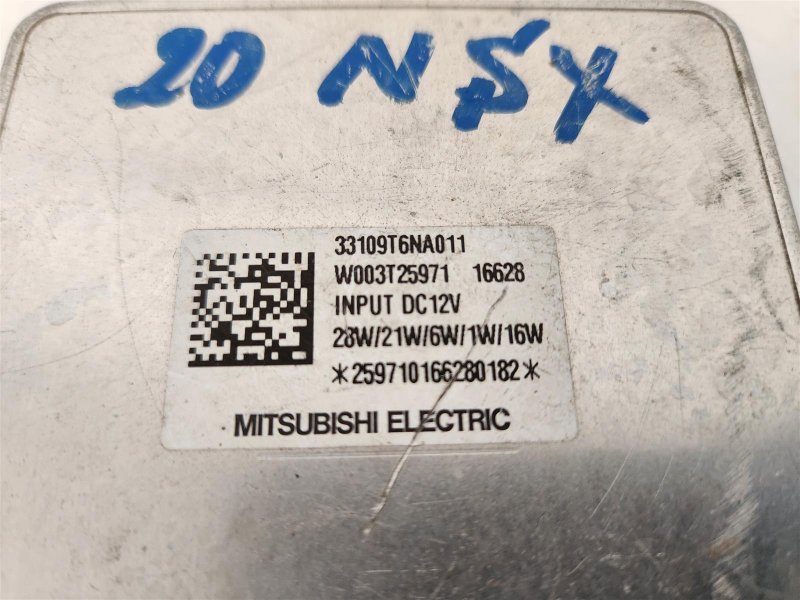 20 NSX
33109T6NA011
W003T25971 16628
INPUT DC12V
28W/21W/6W/1W/16W
*259710166280182*
MITSUBISHI ELECTRIC